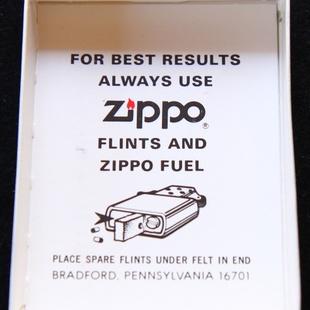 FOR BEST RESULTS
ALWAYS USE
Zippo®
FLINTS AND
ZIPPO FUEL
PLACE SPARE FLINTS UNDER FELT IN END
BRADFORD, PENNSYLVANIA 16701